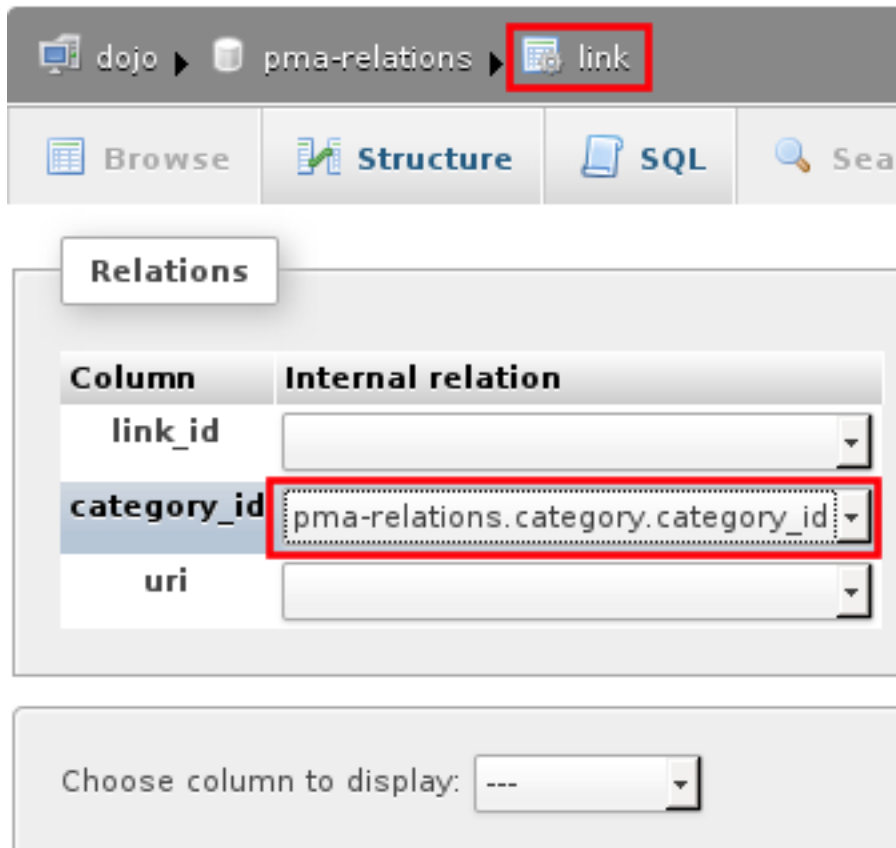 dojo pma-relations link
Browse Structure SQL Sea
Relations
Column Internal relation
link_id
category_id pma-relations.category.category_id
uri
Choose column to display: ---